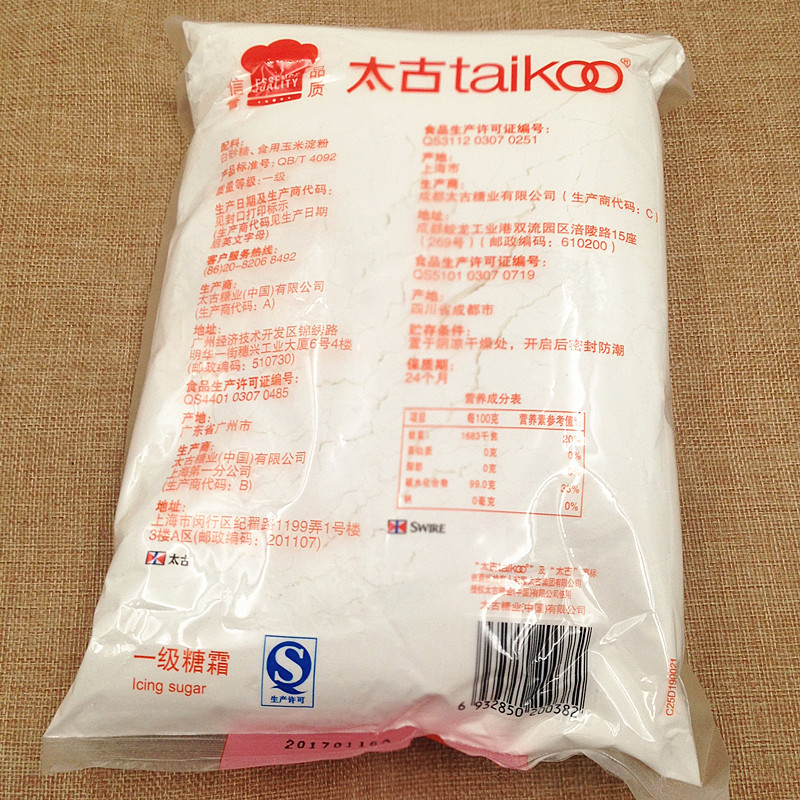 信誉
品质
QUALITY
太古taikoo®
配料:
白砂糖、食用玉米淀粉
产品标准号: QB/T 4092
质量等级: 一级
生产日期及生产商代码:
见封口打印标示
(生产商代码见生产日期
后英文字母)
客户服务热线:
(86)20-8206 8492
生产商:
太古糖业(中国)有限公司
(生产商代码: A)
地址:
广州经济技术开发区锦绣路
明华一街穗兴工业大厦6号4楼
(邮政编码: 510730)
食品生产许可证编号:
QS4401 0307 0485
产地:
广东省广州市
生产商:
太古糖业(中国)有限公司
上海第一分公司
(生产商代码: B)
地址:
上海市闵行区纪翟路1199弄1号楼
3楼A区(邮政编码: 201107)
太古
食品生产许可证编号:
QS3112 0307 0251
产地:
上海市
生产商:
成都太古糖业有限公司 (生产商代码: C)
地址:
成都蛟龙工业港双流园区涪陵路15座
(269号) (邮政编码: 610200)
食品生产许可证编号:
QS5101 0307 0719
产地:
四川省成都市
贮存条件:
置于阴凉干燥处, 开启后密封防潮
保质期:
24个月
营养成分表
项目 每100克 营养素参考值
能量 1683千焦 20%
蛋白质 0克 0%
脂肪 0克
碳水化合物 99.0克 33%
钠 0毫克 0%
SWIRE
太古糖业(中国)有限公司
一级糖霜
Icing sugar
S
生产许可
6 932850 200382
C25D190021
20170116A